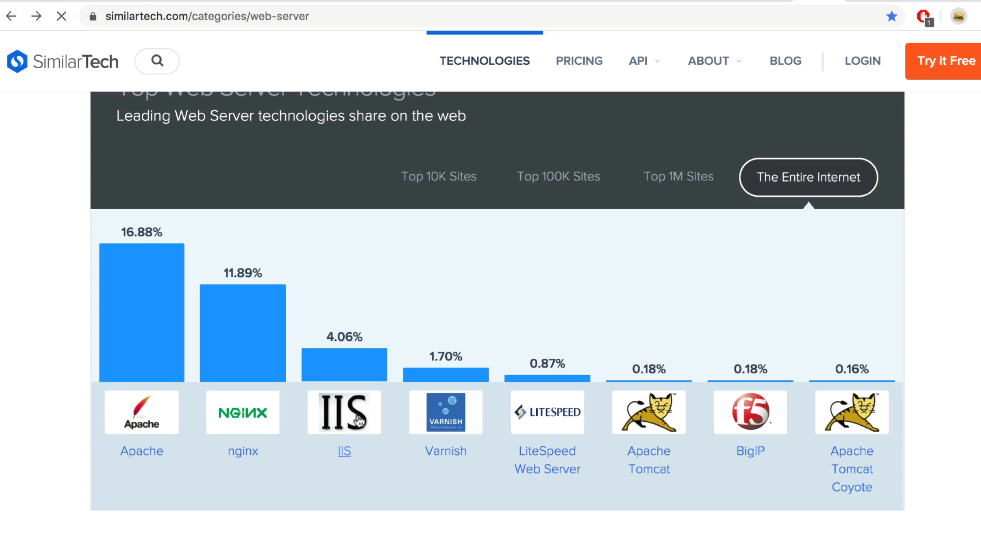 similartech.com/categories/web-server
1
SimilarTech
TECHNOLOGIES PRICING API ABOUT BLOG LOGIN Try it Free
Top Web Server Technologies
Leading Web Server technologies share on the web
Top 10K Sites Top 100K Sites Top 1M Sites The Entire Internet
16.88%
11.89%
4.06%
1.70%
0.87%
0.18%
0.18%
0.16%
Apache
NGINX
IIS
VARNISH
LITESPEED
f5
Apache
nginx
IIS
Varnish
LiteSpeed
Web Server
Apache
Tomcat
BigIP
Apache
Tomcat
Coyote